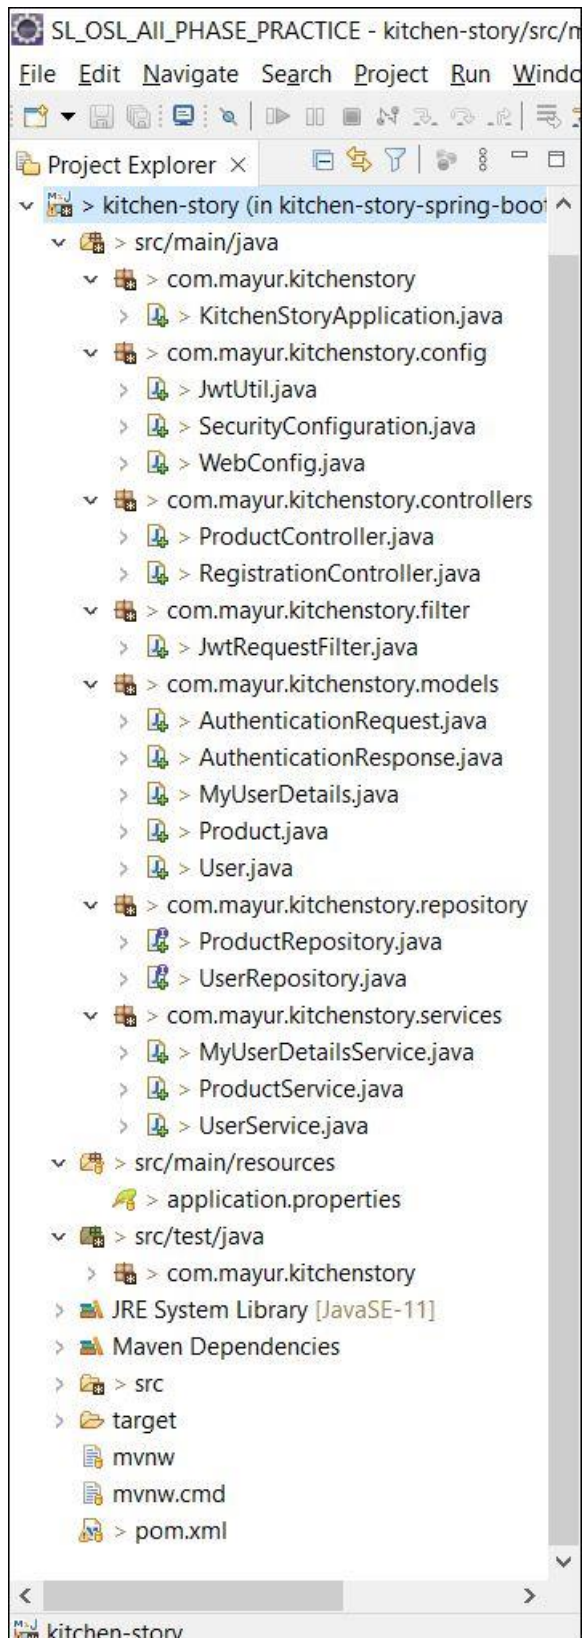 SL_OSL_All_PHASE_PRACTICE - kitchen-story/src/m
File Edit Navigate Search Project Run Windo
Project Explorer ×
> kitchen-story (in kitchen-story-spring-boot
> src/main/java
> com.mayur.kitchenstory
> KitchenStoryApplication.java
> com.mayur.kitchenstory.config
> JwtUtil.java
> SecurityConfiguration.java
> WebConfig.java
> com.mayur.kitchenstory.controllers
> ProductController.java
> RegistrationController.java
> com.mayur.kitchenstory.filter
> JwtRequestFilter.java
> com.mayur.kitchenstory.models
> AuthenticationRequest.java
> AuthenticationResponse.java
> MyUserDetails.java
> Product.java
> User.java
> com.mayur.kitchenstory.repository
> ProductRepository.java
> UserRepository.java
> com.mayur.kitchenstory.services
> MyUserDetailsService.java
> ProductService.java
> UserService.java
> src/main/resources
> application.properties
> src/test/java
> com.mayur.kitchenstory
JRE System Library [JavaSE-11]
Maven Dependencies
> src
target
mvnw
mvnw.cmd
> pom.xml
kitchen-story